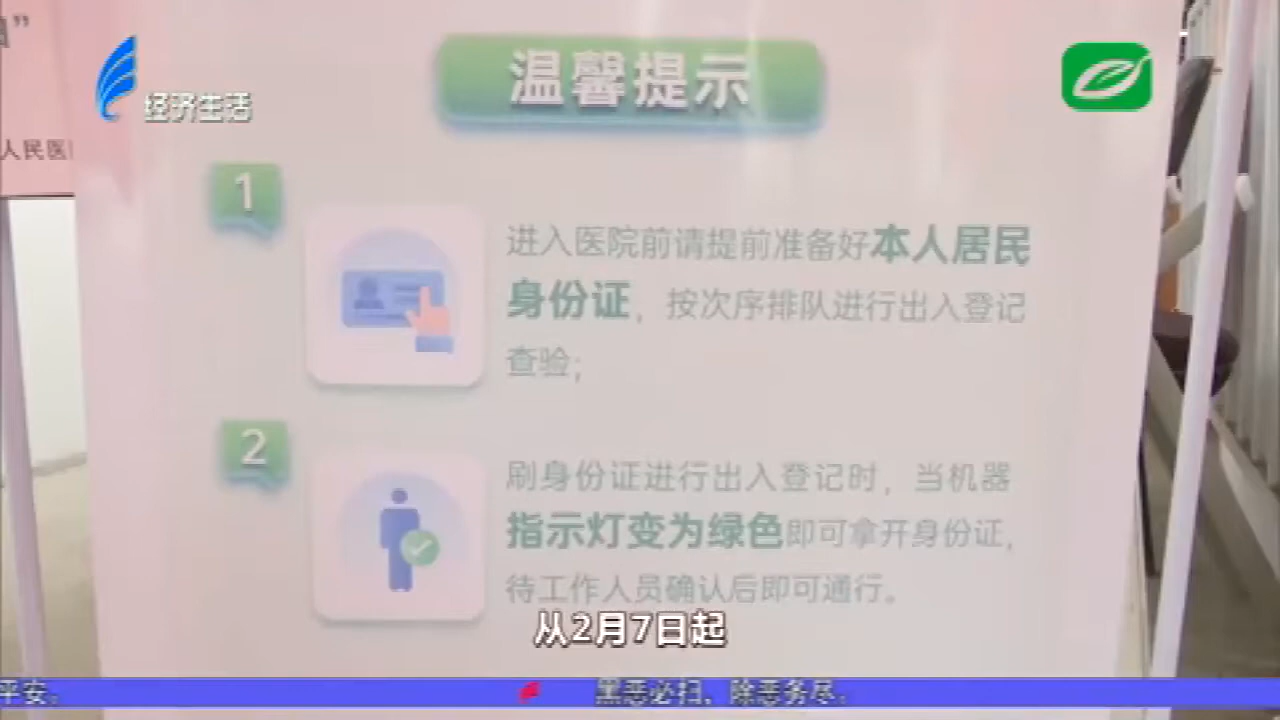 经济生活
人民医
温馨提示
1
进入医院前请提前准备好本人居民
身份证，按次序排队进行出入登记
查验；
2
刷身份证进行出入登记时，当机器
指示灯变为绿色即可拿开身份证，
待工作人员确认后即可通行。
从2月7日起
平安。
黑恶必扫、除恶务尽。